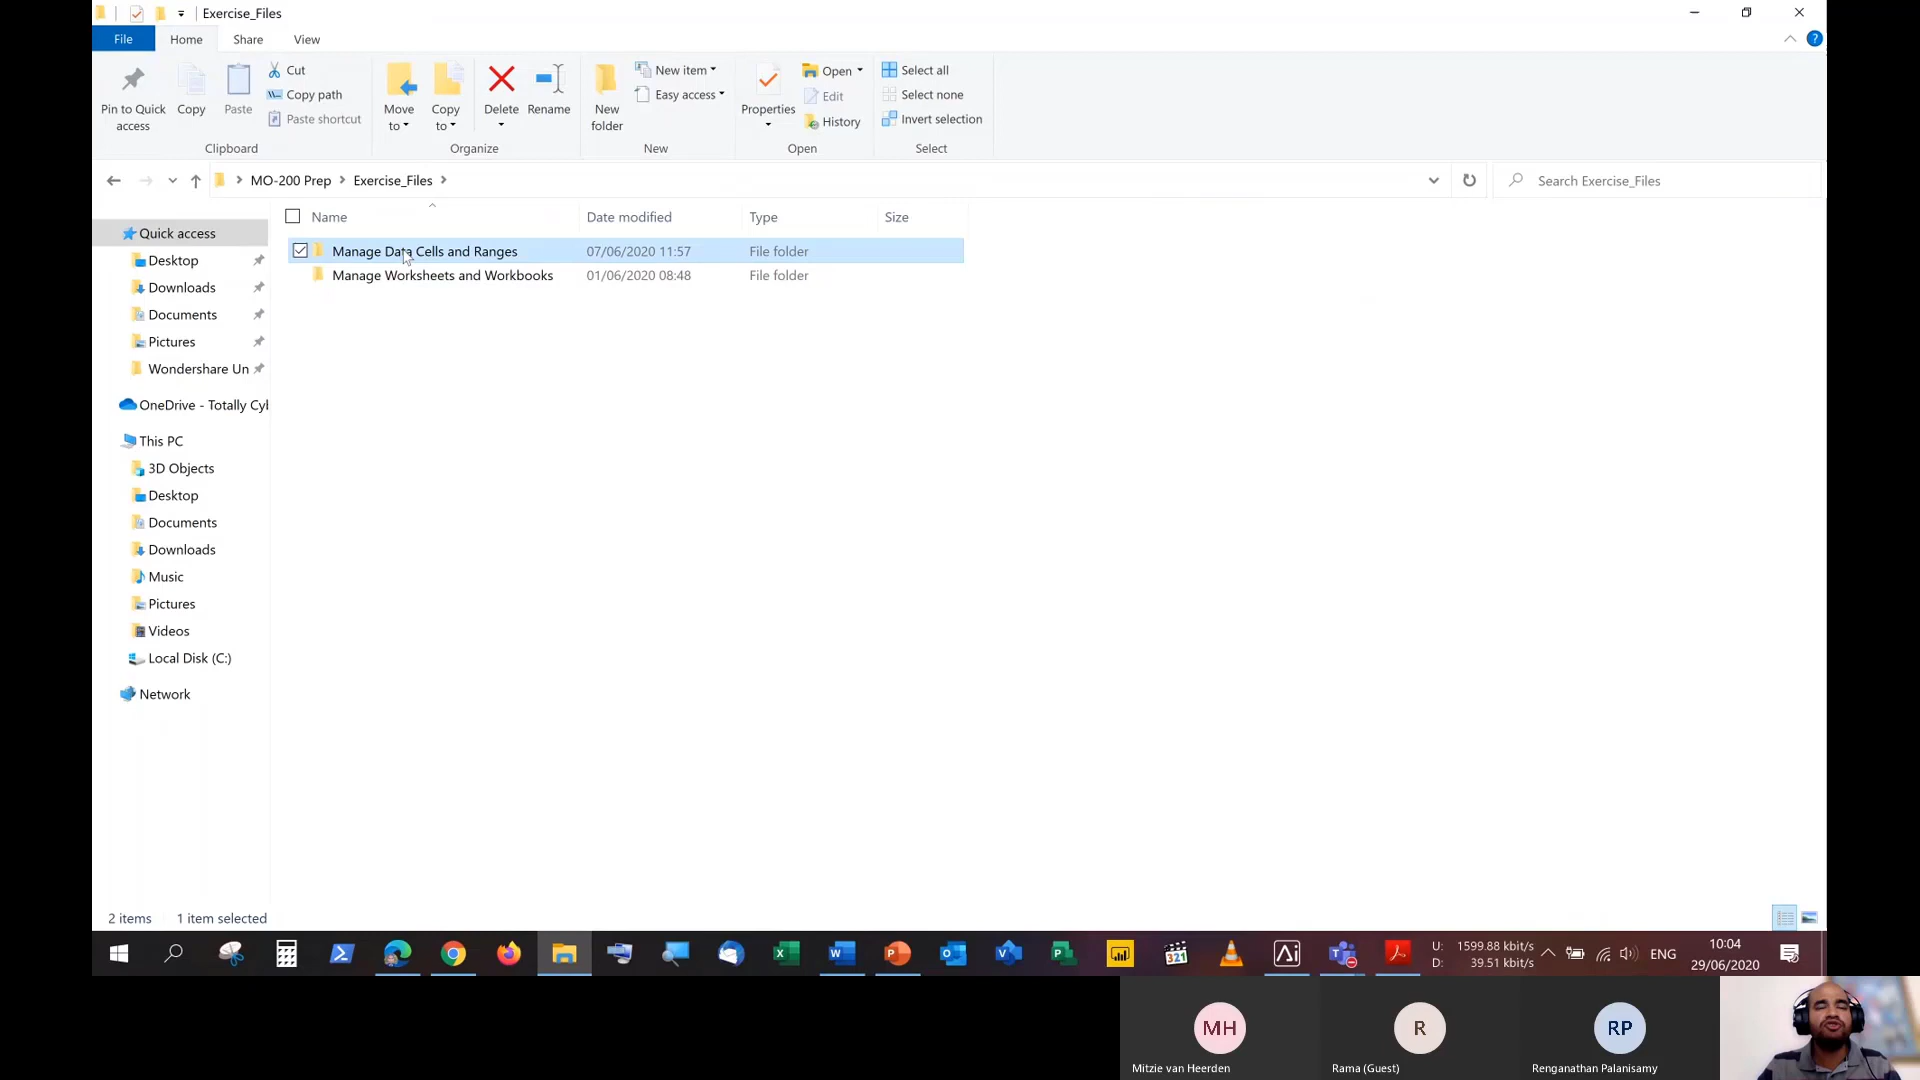 Exercise_Files
File
Home
Share
View
Pin to Quick access
Copy
Paste
Cut
Copy path
Paste shortcut
Clipboard
Move to
Copy to
Delete
Rename
Organize
New folder
New item
Easy access
New
Properties
Open
Edit
History
Open
Select all
Select none
Invert selection
Select
MO-200 Prep
Exercise_Files
Search Exercise_Files
Name
Date modified
Type
Size
Manage Data Cells and Ranges 07/06/2020 11:57 File folder
Manage Worksheets and Workbooks 01/06/2020 08:48 File folder
Quick access
Desktop
Downloads
Documents
Pictures
Wondershare Un
OneDrive - Totally Cyb
This PC
3D Objects
Desktop
Documents
Downloads
Music
Pictures
Videos
Local Disk (C:)
Network
2 items 1 item selected
U: 1599.88 kbit/s
D: 39.51 kbit/s
ENG
10:04
29/06/2020
MH
Mitzie van Heerden
R
Rama (Guest)
RP
Renganathan Palanisamy